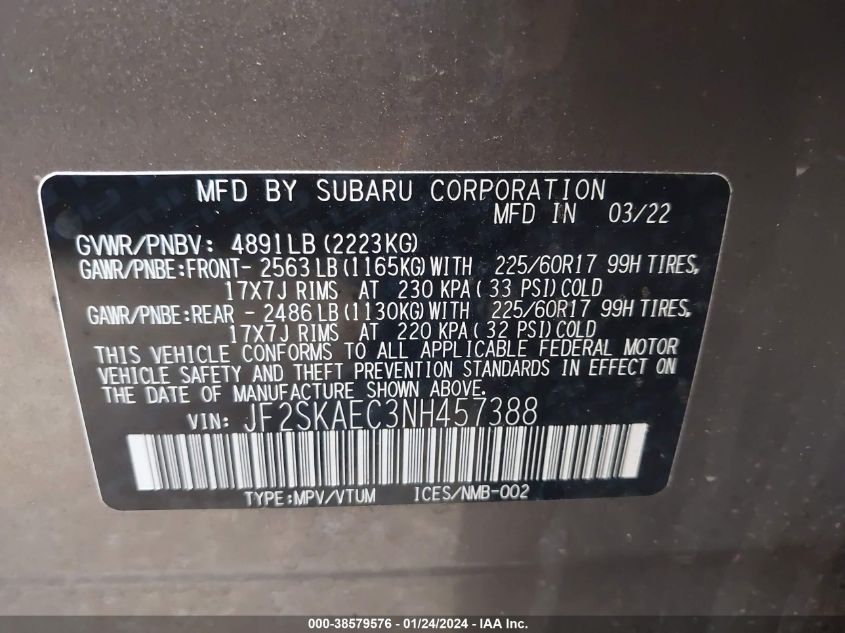 MFD BY SUBARU CORPORATION
MFD IN 03/22
GVWR/PNBV: 4891LB (2223KG)
GAWR/PNBE:FRONT- 2563 LB (1165KG) WITH 225/60R17 99H TIRES,
17X7J RIMS AT 230 KPA ( 33 PSI) COLD
GAWR/PNBE:REAR - 2486 LB (1130KG) WITH 225/60R17 99H TIRES,
17X7J RIMS AT 220 KPA ( 32 PSI) COLD
THIS VEHICLE CONFORMS TO ALL APPLICABLE FEDERAL MOTOR
VEHICLE SAFETY AND THEFT PREVENTION STANDARDS IN EFFECT ON
THE DATE OF MANUFACTURE SHOWN ABOVE.
VIN: JF2SKAEC3NH457388
TYPE:MPV/VTUM ICES/NMB-002
000-38579576 - 01/24/2024 - IAA Inc.